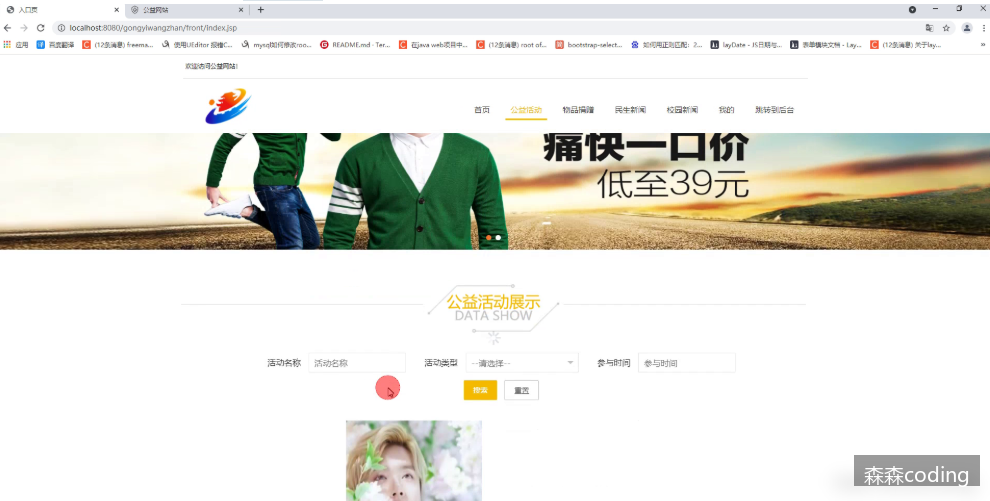 入口页
公益网站
localhost:8080/gongyiwangzhan/front/index.jsp
应用
百度翻译
(12条消息) freema...
使用UEditor 报错C...
mysql如何修改roo...
README.md · Ter...
在java web项目中...
(12条消息) root of...
bootstrap-select...
如何用正则匹配：2...
layDate - JS日期与...
表单模块文档 - Lay...
(12条消息) 关于lay...
»
欢迎访问公益网站!
首页 公益活动 物品捐赠 民生新闻 校园新闻 我的 跳转到后台
痛快一口价
低至39元
公益活动展示
DATA SHOW
活动名称 活动名称 活动类型 --请选择-- 参与时间 参与时间
搜索 重置
森森coding